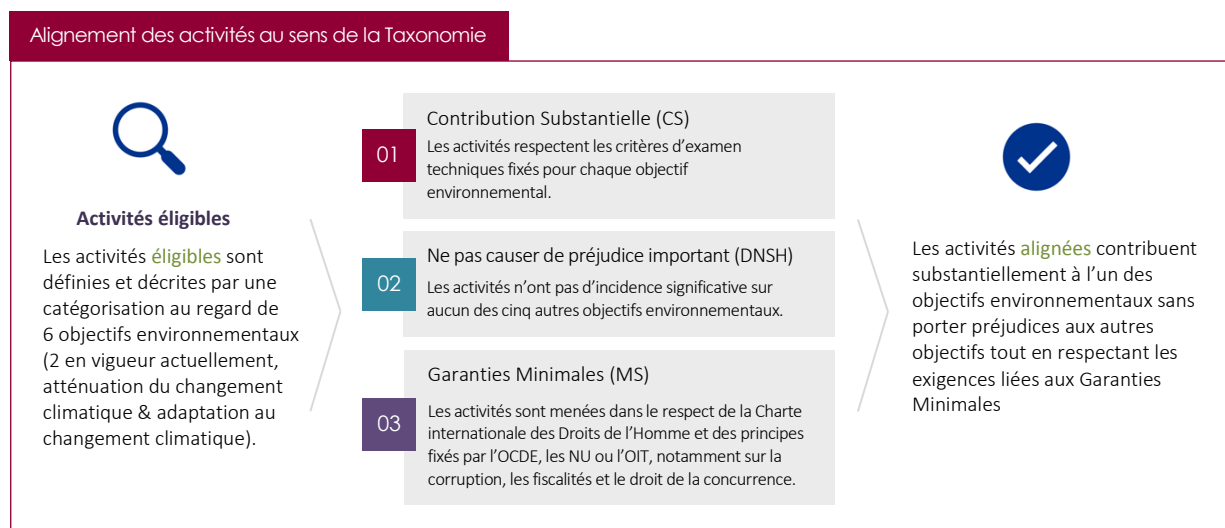 Alignement des activités au sens de la Taxonomie
Activités éligibles
Les activités éligibles sont
définies et décrites par une
catégorisation au regard de
6 objectifs environnementaux
(2 en vigueur actuellement,
atténuation du changement
climatique & adaptation au
changement climatique).
01
Contribution Substantielle (CS)
Les activités respectent les critères d’examen
techniques fixés pour chaque objectif
environnemental.
02
Ne pas causer de préjudice important (DNSH)
Les activités n’ont pas d’incidence significative sur
aucun des cinq autres objectifs environnementaux.
03
Garanties Minimales (MS)
Les activités sont menées dans le respect de la Charte
internationale des Droits de l’Homme et des principes
fixés par l’OCDE, les NU ou l’OIT, notamment sur la
corruption, les fiscalités et le droit de la concurrence.
Les activités alignées contribuent
substantiellement à l’un des
objectifs environnementaux sans
porter préjudices aux autres
objectifs tout en respectant les
exigences liées aux Garanties
Minimales